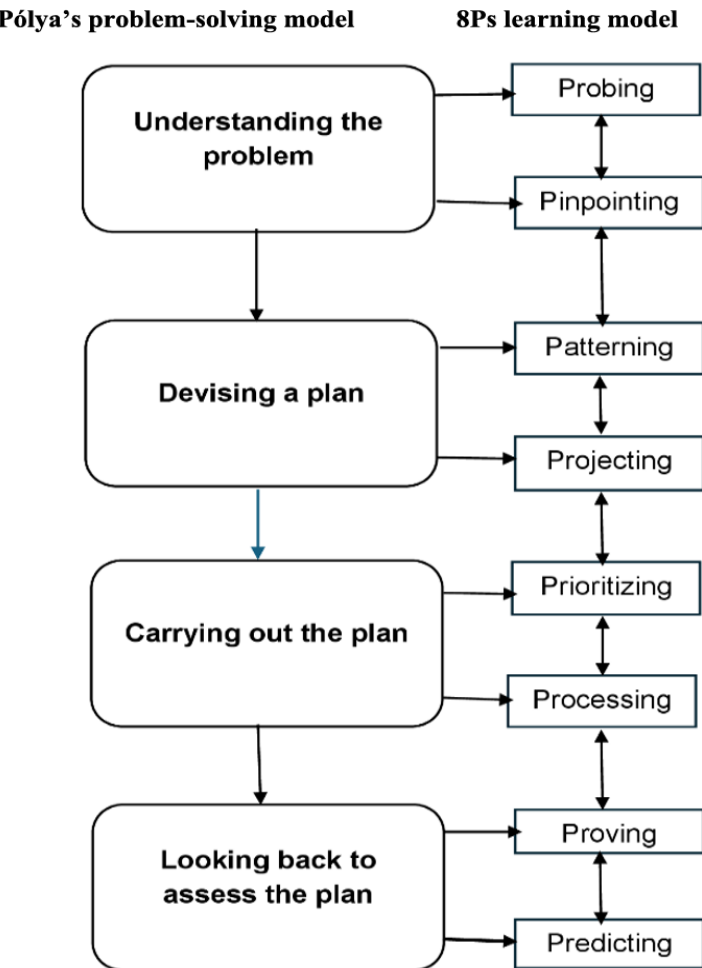 Pólya’s problem-solving model
8Ps learning model
Understanding the
problem
Probing
Pinpointing
Devising a plan
Patterning
Projecting
Carrying out the plan
Prioritizing
Processing
Looking back to
assess the plan
Proving
Predicting